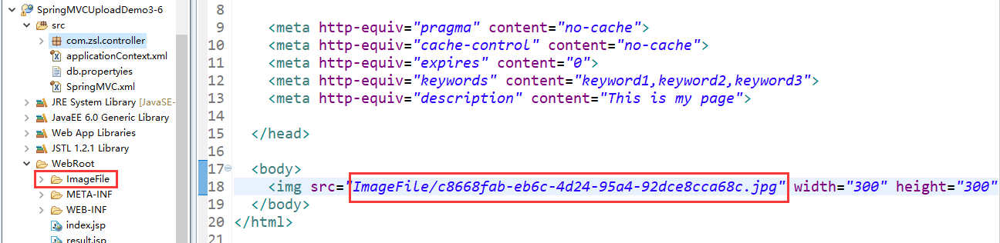 SpringMVCUploadDemo3-6
src
com.zsl.controller
applicationContext.xml
db.propertyies
SpringMVC.xml
JRE System Library [JavaSE-
JavaEE 6.0 Generic Library
Web App Libraries
JSTL 1.2.1 Library
WebRoot
ImageFile
META-INF
WEB-INF
index.jsp
result.jsp
8
9 <meta http-equiv="pragma" content="no-cache">
10 <meta http-equiv="cache-control" content="no-cache">
11 <meta http-equiv="expires" content="0">
12 <meta http-equiv="keywords" content="keyword1,keyword2,keyword3">
13 <meta http-equiv="description" content="This is my page">
14
15 </head>
16
17 <body>
18 <img src="ImageFile/c8668fab-eb6c-4d24-95a4-92dce8cca68c.jpg" width="300" height="300"
19 </body>
20 </html>
21